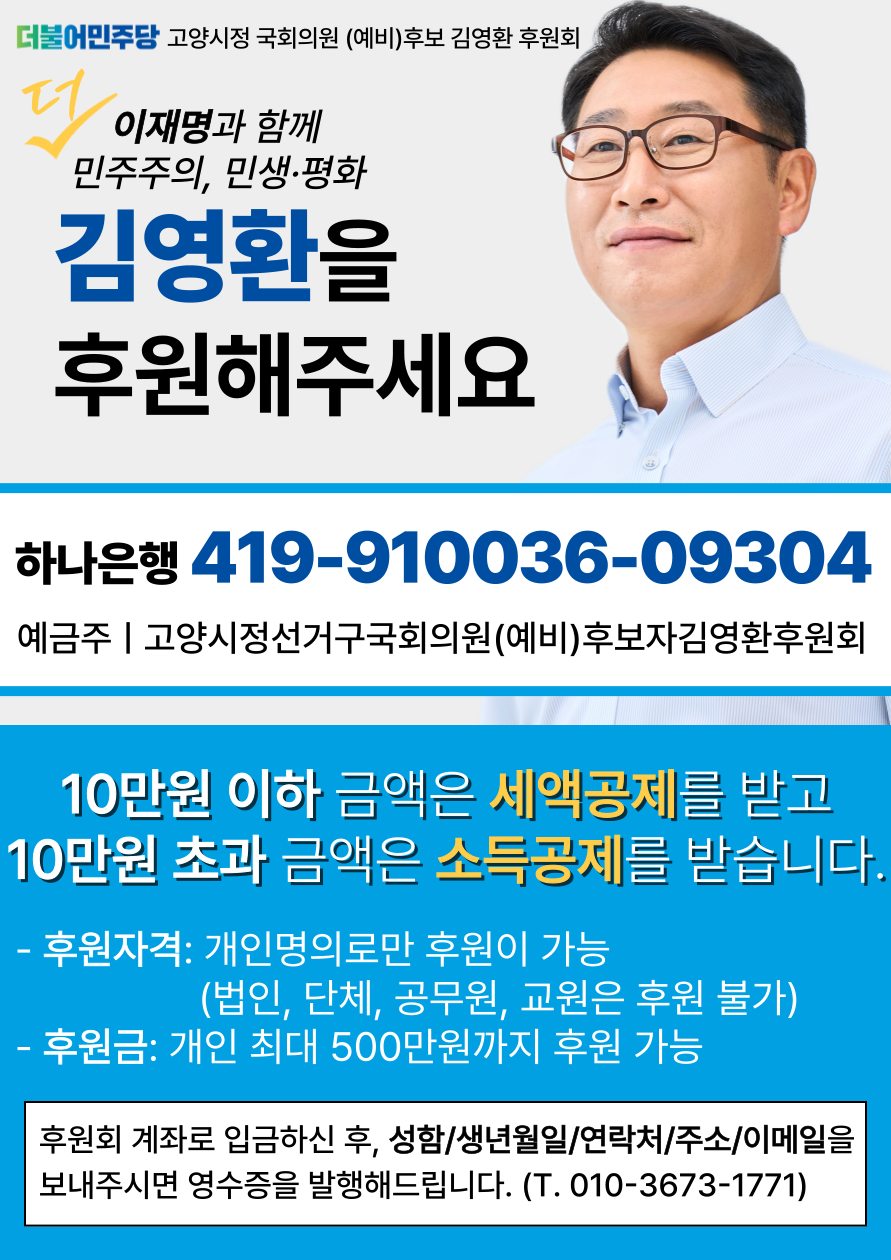 더불어민주당 고양시정 국회의원 (예비)후보 김영환 후원회
더
이재명과 함께
민주주의, 민생·평화
김영환을
후원해주세요
하나은행 419-910036-09304
예금주ㅣ고양시정선거구국회의원(예비)후보자김영환후원회
10만원 이하 금액은 세액공제를 받고
10만원 초과 금액은 소득공제를 받습니다.
- 후원자격: 개인명의로만 후원이 가능
(법인, 단체, 공무원, 교원은 후원 불가)
- 후원금: 개인 최대 500만원까지 후원 가능
후원회 계좌로 입금하신 후, 성함/생년월일/연락처/주소/이메일을
보내주시면 영수증을 발행해드립니다. (T. 010-3673-1771)